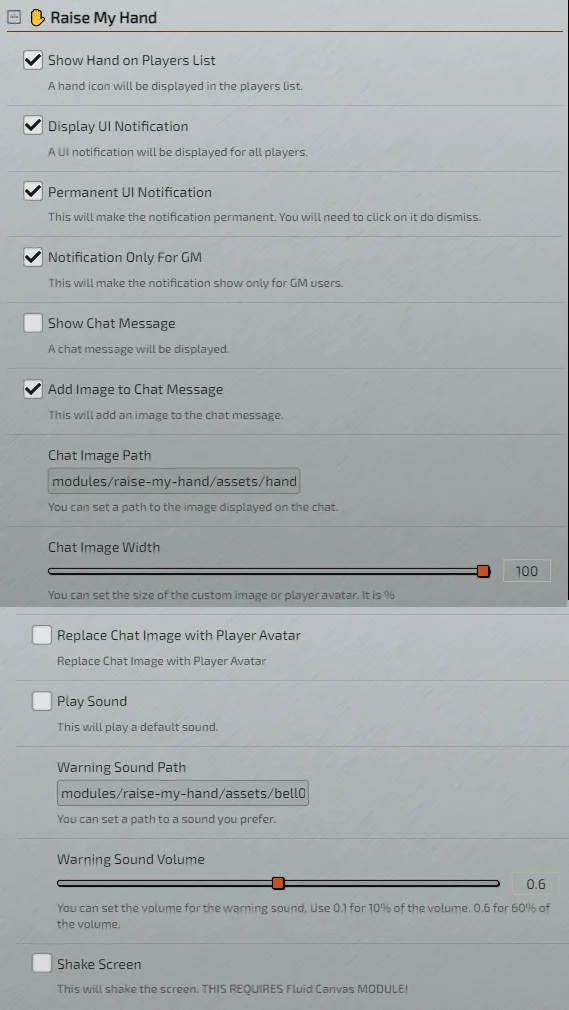 Raise My Hand
Show Hand on Players List
A hand icon will be displayed in the players list.
Display UI Notification
A UI notification will be displayed for all players.
Permanent UI Notification
This will make the notification permanent. You will need to click on it do dismiss.
Notification Only For GM
This will make the notification show only for GM users.
Show Chat Message
A chat message will be displayed.
Add Image to Chat Message
This will add an image to the chat message.
Chat Image Path
modules/raise-my-hand/assets/hand
You can set a path to the image displayed on the chat.
Chat Image Width
100
You can set the size of the custom image or player avatar. It is %
Replace Chat Image with Player Avatar
Replace Chat Image with Player Avatar
Play Sound
This will play a default sound.
Warning Sound Path
modules/raise-my-hand/assets/bell0
You can set a path to a sound you prefer.
Warning Sound Volume
0.6
You can set the volume for the warning sound. Use 0.1 for 10% of the volume. 0.6 for 60% of
the volume.
Shake Screen
This will shake the screen. THIS REQUIRES Fluid Canvas MODULE!